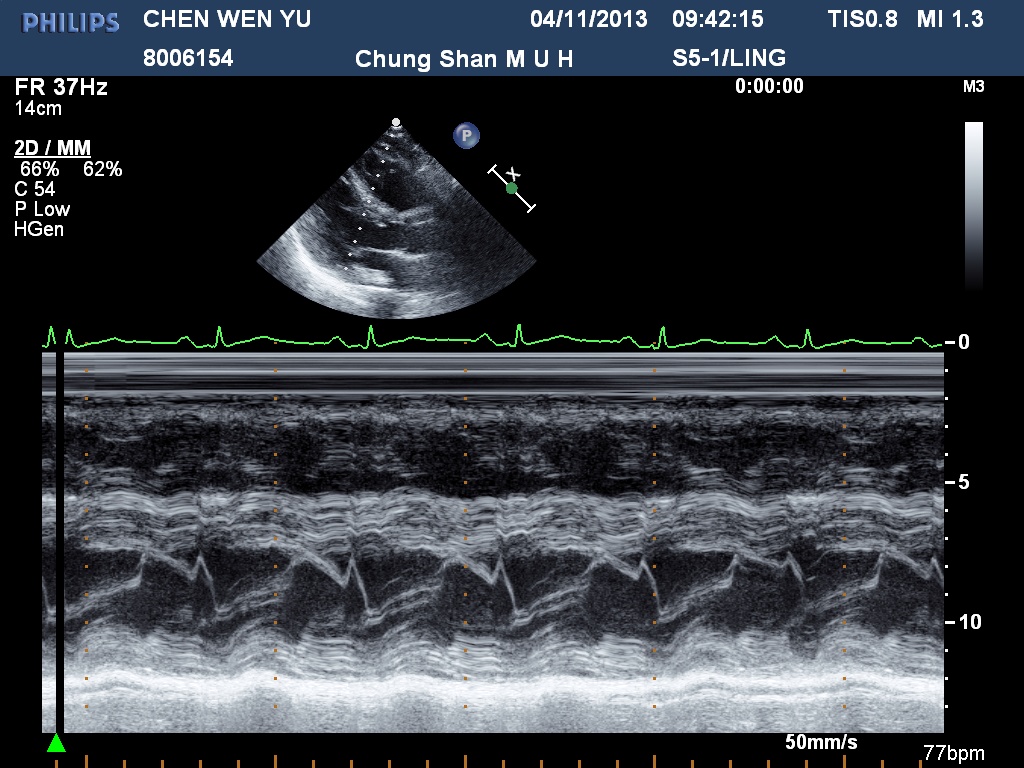 PHILIPS CHEN WEN YU 04/11/2013 09:42:15 TIS0.8 MI 1.3
8006154 Chung Shan M U H S5-1/LING
FR 37Hz 0:00:00 M3
14cm
P
2D / MM
66% 62%
C 54
P Low
HGen
X
0
5
10
50mm/s
77bpm